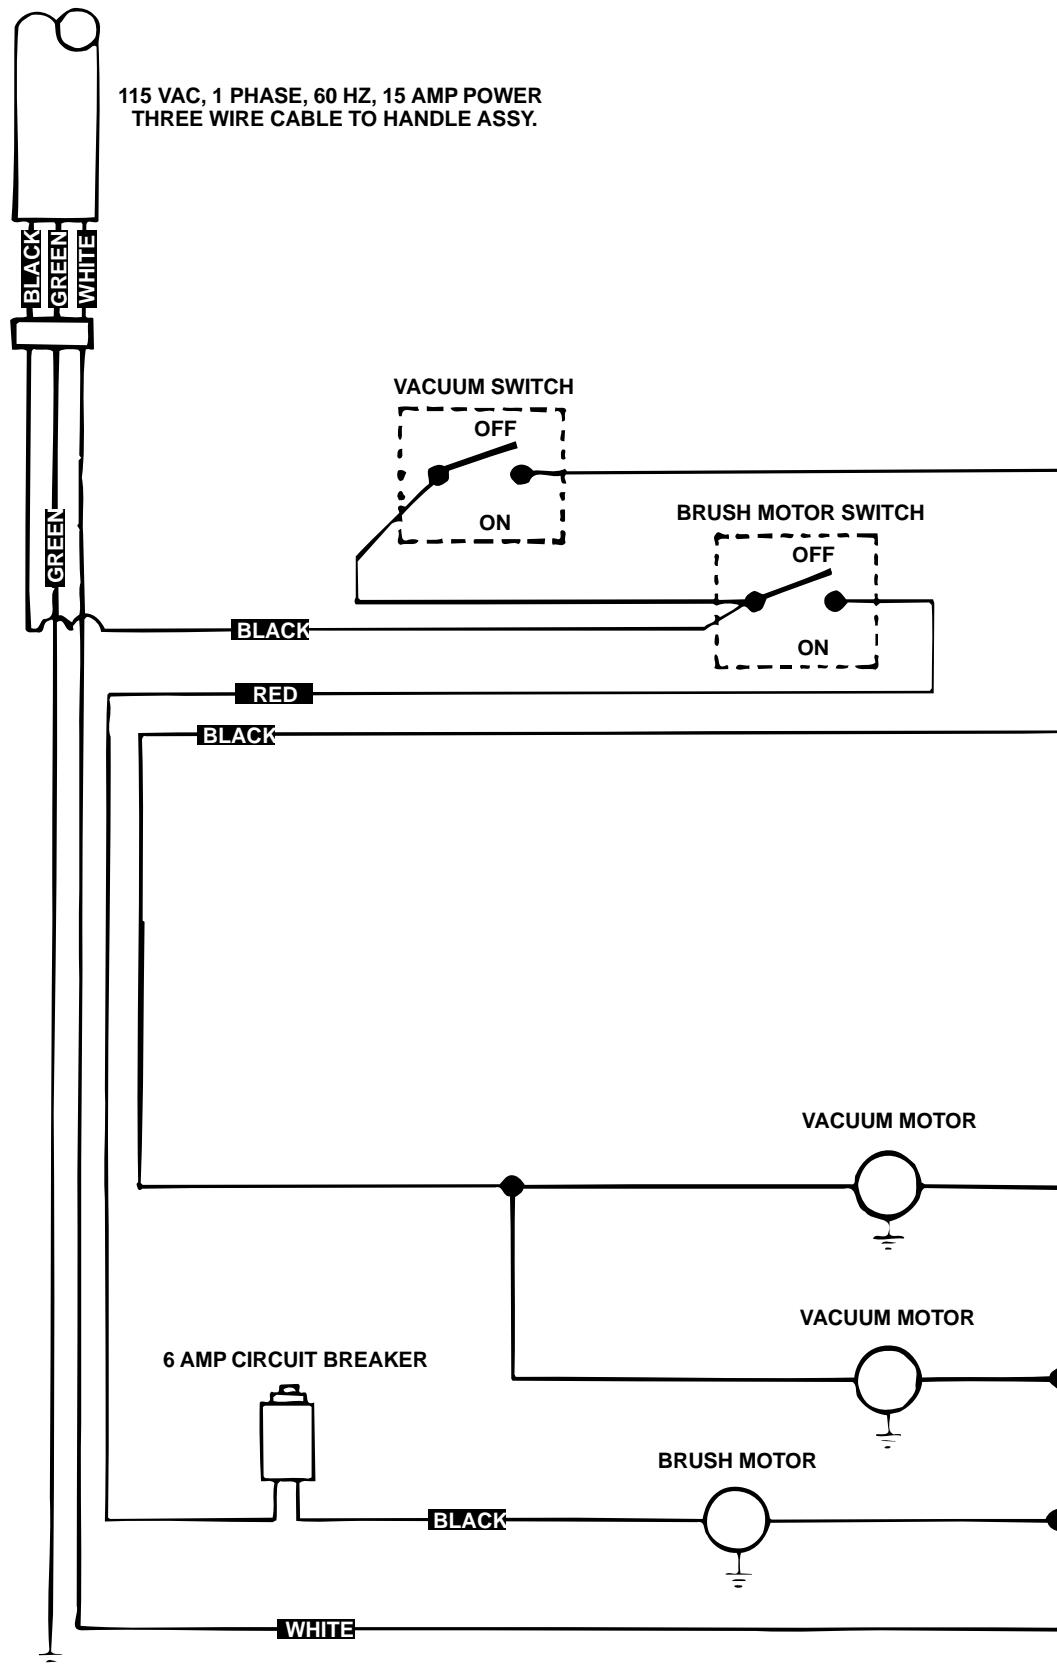 115 VAC, 1 PHASE, 60 HZ, 15 AMP POWER
THREE WIRE CABLE TO HANDLE ASSY.
BLACK
GREEN
WHITE
VACUUM SWITCH
OFF
ON
BRUSH MOTOR SWITCH
OFF
ON
GREEN
BLACK
RED
BLACK
VACUUM MOTOR
VACUUM MOTOR
6 AMP CIRCUIT BREAKER
BRUSH MOTOR
BLACK
WHITE